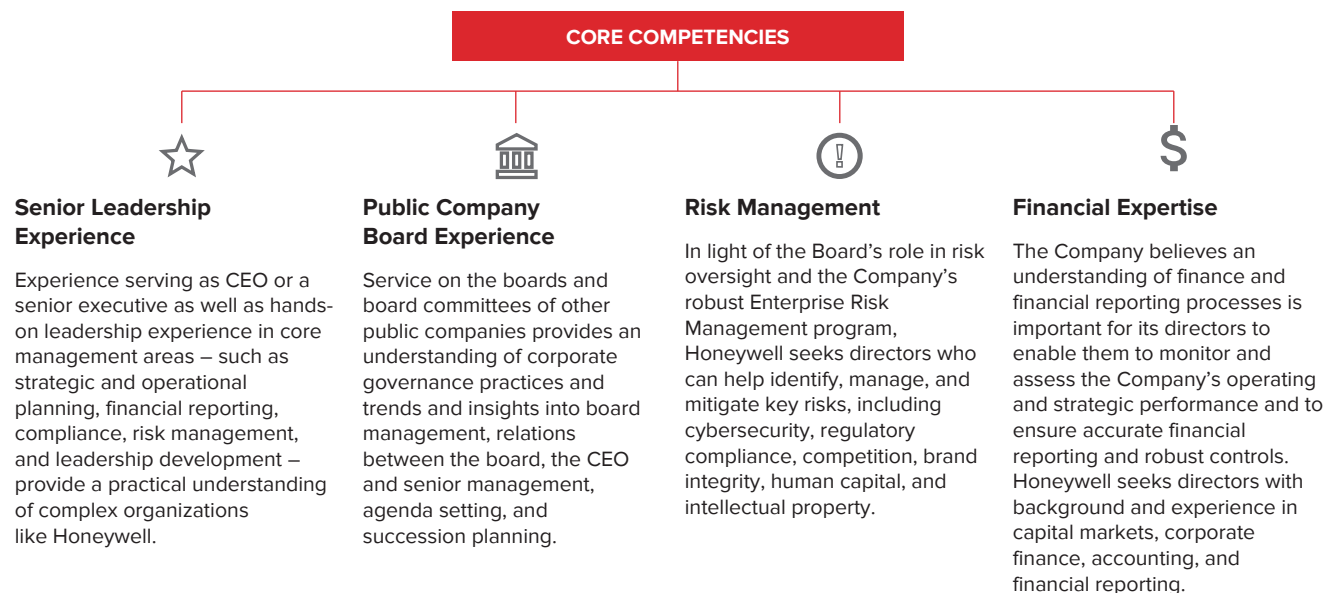 CORE COMPETENCIES
Senior Leadership
Experience
Experience serving as CEO or a
senior executive as well as hands-
on leadership experience in core
management areas – such as
strategic and operational
planning, financial reporting,
compliance, risk management,
and leadership development –
provide a practical understanding
of complex organizations
like Honeywell.
Public Company
Board Experience
Service on the boards and
board committees of other
public companies provides an
understanding of corporate
governance practices and
trends and insights into board
management, relations
between the board, the CEO
and senior management,
agenda setting, and
succession planning.
Risk Management
In light of the Board’s role in risk
oversight and the Company’s
robust Enterprise Risk
Management program,
Honeywell seeks directors who
can help identify, manage, and
mitigate key risks, including
cybersecurity, regulatory
compliance, competition, brand
integrity, human capital, and
intellectual property.
Financial Expertise
The Company believes an
understanding of finance and
financial reporting processes is
important for its directors to
enable them to monitor and
assess the Company’s operating
and strategic performance and to
ensure accurate financial
reporting and robust controls.
Honeywell seeks directors with
background and experience in
capital markets, corporate
finance, accounting, and
financial reporting.